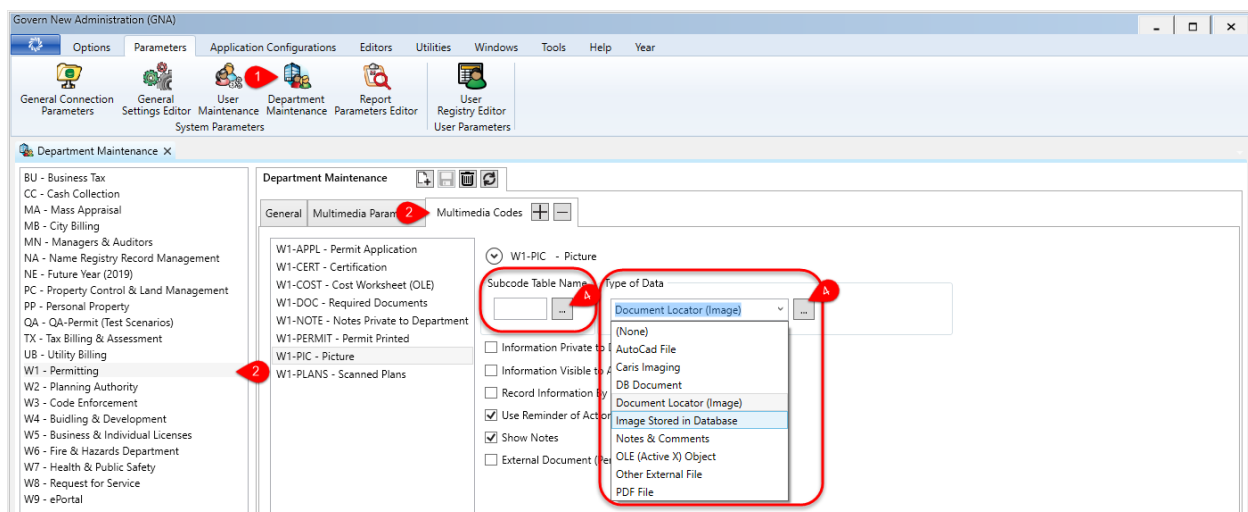 Govern New Administration (GNA)
Options Parameters Application Configurations Editors Utilities Windows Tools Help Year
General Connection Parameters
General Settings Editor
User Maintenance
1
Department Maintenance
Report Parameters Editor
User Registry Editor
System Parameters
User Parameters
Department Maintenance
BU - Business Tax
CC - Cash Collection
MA - Mass Appraisal
MB - City Billing
MN - Managers & Auditors
NA - Name Registry Record Management
NE - Future Year (2019)
PC - Property Control & Land Management
PP - Personal Property
QA - QA-Permit (Test Scenarios)
TX - Tax Billing & Assessment
UB - Utility Billing
W1 - Permitting
2
W2 - Planning Authority
W3 - Code Enforcement
W4 - Buidling & Development
W5 - Business & Individual Licenses
W6 - Fire & Hazards Department
W7 - Health & Public Safety
W8 - Request for Service
W9 - ePortal
Department Maintenance
General Multimedia Param 2 Multimedia Codes
W1-APPL - Permit Application
W1-CERT - Certification
W1-COST - Cost Worksheet (OLE)
W1-DOC - Required Documents
W1-NOTE - Notes Private to Department
W1-PERMIT - Permit Printed
W1-PIC - Picture
W1-PLANS - Scanned Plans
W1-PIC - Picture
Subcode Table Name
...
4
Type of Data
Document Locator (Image)
...
4
(None)
AutoCad File
Caris Imaging
DB Document
Document Locator (Image)
Image Stored in Database
Notes & Comments
OLE (Active X) Object
Other External File
PDF File
Information Private to
Information Visible to
Record Information By
Use Reminder of Action
Show Notes
External Document